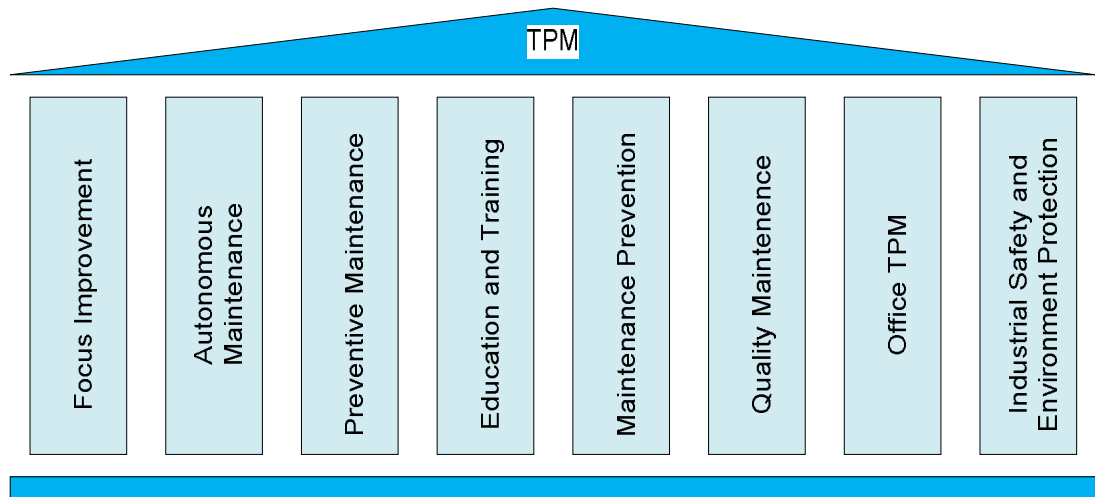 TPM
Focus Improvement
Autonomous
Maintenance
Preventive Maintenance
Education and Training
Maintenance Prevention
Quality Maintenence
Office TPM
Industrial Safety and
Environment Protection